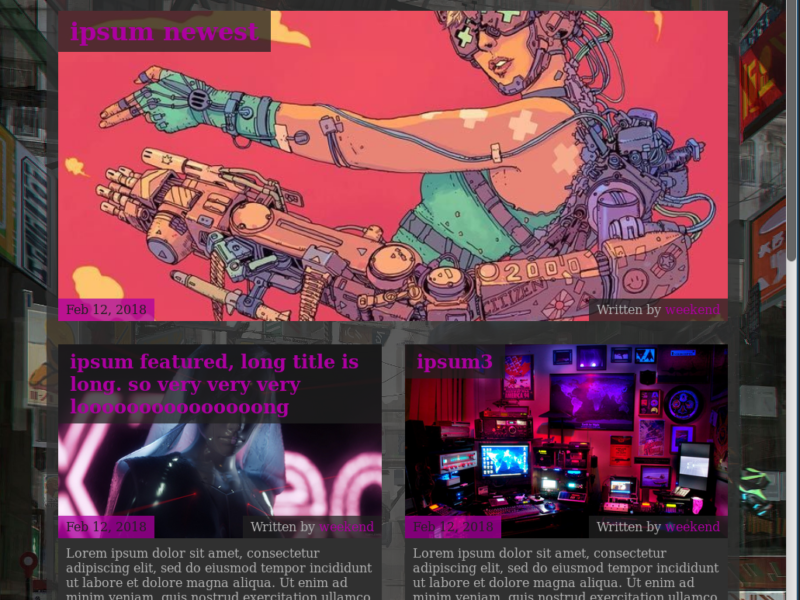 ipsum newest
2000
CITIZEN
Feb 12, 2018
Written by weekend
ipsum featured, long title is
long. so very very very
looooooooooooooooong
Feb 12, 2018
Written by weekend
Lorem ipsum dolor sit amet, consectetur
adipiscing elit, sed do eiusmod tempor incididunt
ut labore et dolore magna aliqua. Ut enim ad
minim veniam, quis nostrud exercitation ullamco
ipsum3
Feb 12, 2018
Written by weekend
Lorem ipsum dolor sit amet, consectetur
adipiscing elit, sed do eiusmod tempor incididunt
ut labore et dolore magna aliqua. Ut enim ad
minim veniam, quis nostrud exercitation ullamco